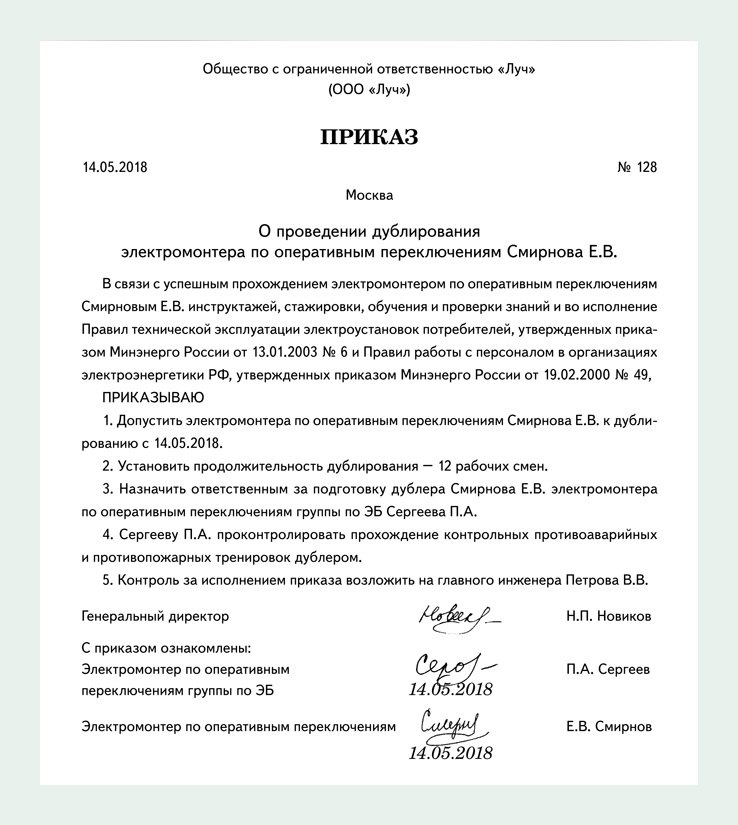 Общество с ограниченной ответственностью «Луч»
(ООО «Луч»)
ПРИКАЗ
14.05.2018 № 128
Москва
О проведении дублирования
электромонтера по оперативным переключениям Смирнова Е.В.
В связи с успешным прохождением электромонтером по оперативным переключениям
Смирновым Е.В. инструктажей, стажировки, обучения и проверки знаний и во исполнение
Правил технической эксплуатации электроустановок потребителей, утвержденных прика-
зом Минэнерго России от 13.01.2003 № 6 и Правил работы с персоналом в организациях
электроэнергетики РФ, утвержденных приказом Минэнерго России от 19.02.2000 № 49,
ПРИКАЗЫВАЮ
1. Допустить электромонтера по оперативным переключениям Смирнова Е.В. к дубли-
рованию с 14.05.2018.
2. Установить продолжительность дублирования — 12 рабочих смен.
3. Назначить ответственным за подготовку дублера Смирнова Е.В. электромонтера
по оперативным переключениям группы по ЭБ Сергеева П.А.
4. Сергееву П.А. проконтролировать прохождение контрольных противоаварийных
и противопожарных тренировок дублером.
5. Контроль за исполнением приказа возложить на главного инженера Петрова В.В.
Генеральный директор Н.П. Новиков
С приказом ознакомлены:
Электромонтер по оперативным П.А. Сергеев
переключениям группы по ЭБ 14.05.2018
Электромонтер по оперативным переключениям Е.В. Смирнов
14.05.2018